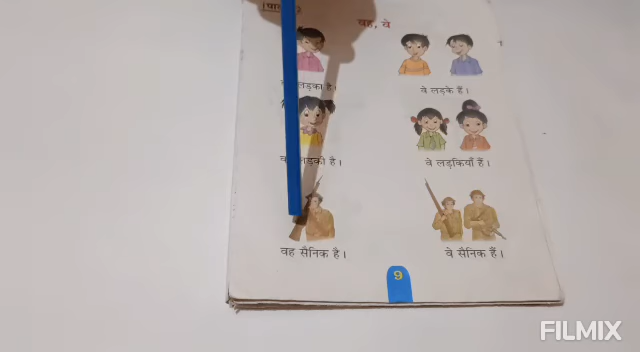 वह, वे
लड़का है।
वे लड़के हैं।
लड़की है।
वे लड़कियाँ हैं।
वह सैनिक है।
वे सैनिक हैं।
9
FILMIX